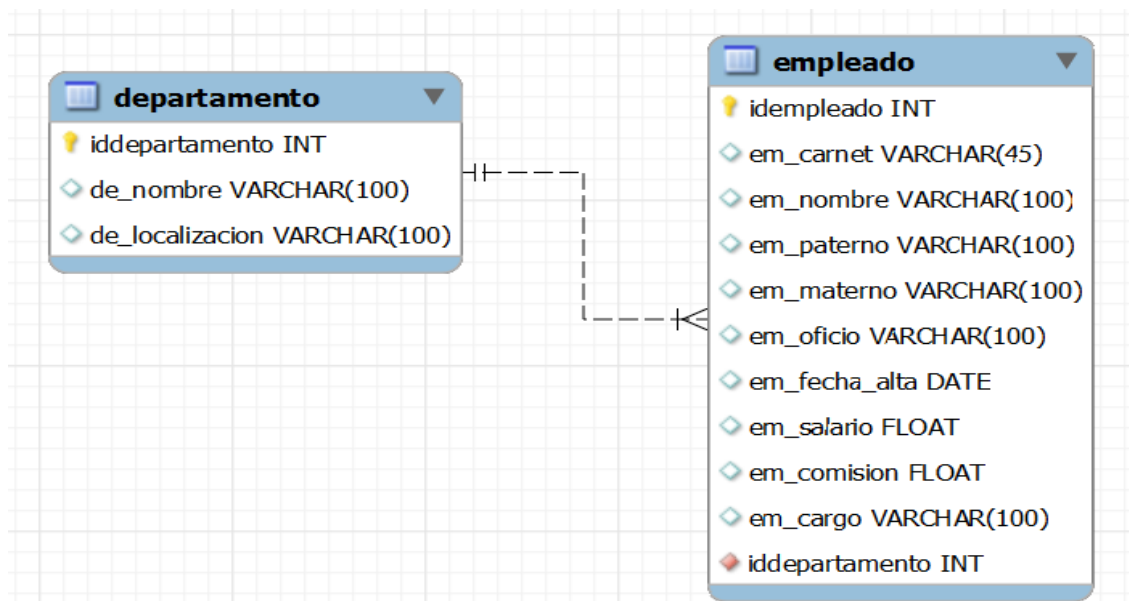 departamento
iddepartamento INT
de_nombre VARCHAR(100)
de_localizacion VARCHAR(100)
empleado
idempleado INT
em_carnet VARCHAR(45)
em_nombre VARCHAR(100)
em_paterno VARCHAR(100)
em_materno VARCHAR(100)
em_oficio VARCHAR(100)
em_fecha_alta DATE
em_salario FLOAT
em_comision FLOAT
em_cargo VARCHAR(100)
iddepartamento INT